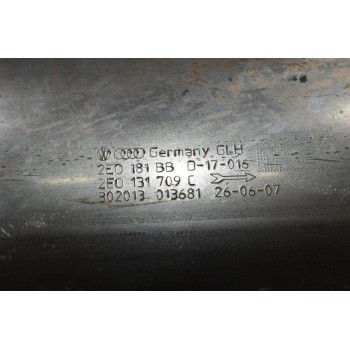 Germany GLH
2E0 181 BB D-17-016
2E0 131 709 C
302013 013681 26-06-07